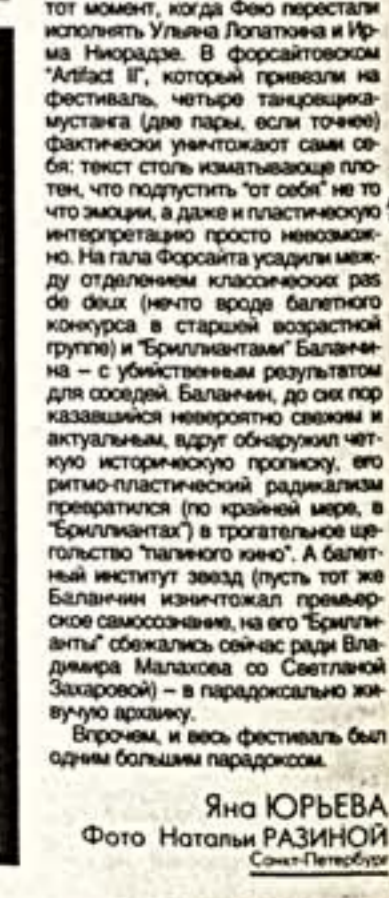 тот момент, когда Фею перестали
исполнять Ульяна Лопаткина и Ир-
ма Ниорадзе. В форсайтовском
"Artifact II", который привезли на
фестиваль, четыре танцовщика-
мустанга (две пары, если точнее)
фактически уничтожают сами се-
бя: текст столь изматывающе пло-
тен, что подпустить "от себя" не то
что эмоции, а даже и пластическую
интерпретацию просто невозмож-
но. На гала Форсайта усадили меж-
ду отделением классических pas
de deux (нечто вроде балетного
конкурса в старшей возрастной
группе) и "Бриллиантами" Баланчи-
на – с убийственным результатом
для соседей. Баланчин, до сих пор
казавшийся невероятно свежим и
актуальным, вдруг обнаружил чет-
кую историческую прописку, его
ритмо-пластический радикализм
превратился (по крайней мере, в
"Бриллиантах") в трогательное ще-
гольство "папиного кино". А балет-
ный институт звезд (пусть тот же
Баланчин изничтожал премьер-
ское самосознание, на его "Брилли-
анты" сбежались сейчас ради Вла-
димира Малахова со Светланой
Захаровой) – в парадоксально жи-
вучую архаику.
Впрочем, и весь фестиваль был
одним большим парадоксом.
Яна ЮРЬЕВА
Фото Натальи РАЗИНОЙ
Санкт-Петербург